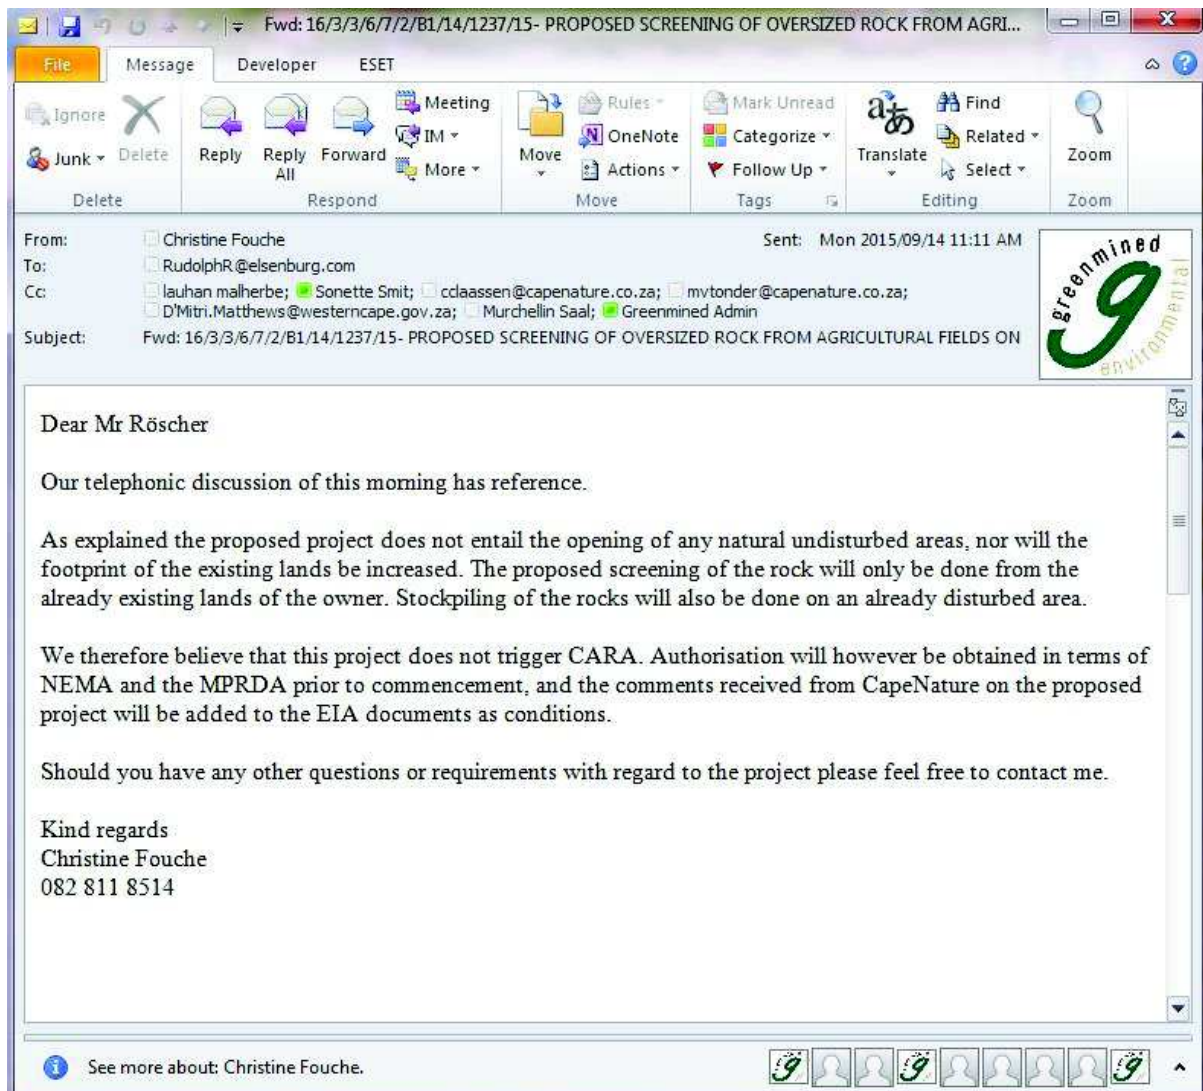 Fwd: 16/3/3/6/7/2/B1/14/1237/15- PROPOSED SCREENING OF OVERSIZED ROCK FROM AGRI...
File Message Developer ESET
Ignore
Junk
Delete
Delete
Reply
Reply All
Forward
Meeting
IM
More
Respond
Move
Rules
OneNote
Actions
Move
Mark Unread
Categorize
Follow Up
Tags
Translate
Find
Related
Select
Editing
Zoom
Zoom
From: Christine Fouche Sent: Mon 2015/09/14 11:11 AM
To: RudolphR@elsenburg.com
Cc: lauhan malherbe; Sonette Smit; cclaassen@capenature.co.za; mvtonder@capenature.co.za;
D'Mitri.Matthews@westerncape.gov.za; Murchellin Saal; Greenmined Admin
Subject: Fwd: 16/3/3/6/7/2/B1/14/1237/15- PROPOSED SCREENING OF OVERSIZED ROCK FROM AGRICULTURAL FIELDS ON
greenmined
g
environmental
Dear Mr Röscher
Our telephonic discussion of this morning has reference.
As explained the proposed project does not entail the opening of any natural undisturbed areas, nor will the
footprint of the existing lands be increased. The proposed screening of the rock will only be done from the
already existing lands of the owner. Stockpiling of the rocks will also be done on an already disturbed area.
We therefore believe that this project does not trigger CARA. Authorisation will however be obtained in terms of
NEMA and the MPRDA prior to commencement, and the comments received from CapeNature on the proposed
project will be added to the EIA documents as conditions.
Should you have any other questions or requirements with regard to the project please feel free to contact me.
Kind regards
Christine Fouche
082 811 8514
See more about: Christine Fouche.